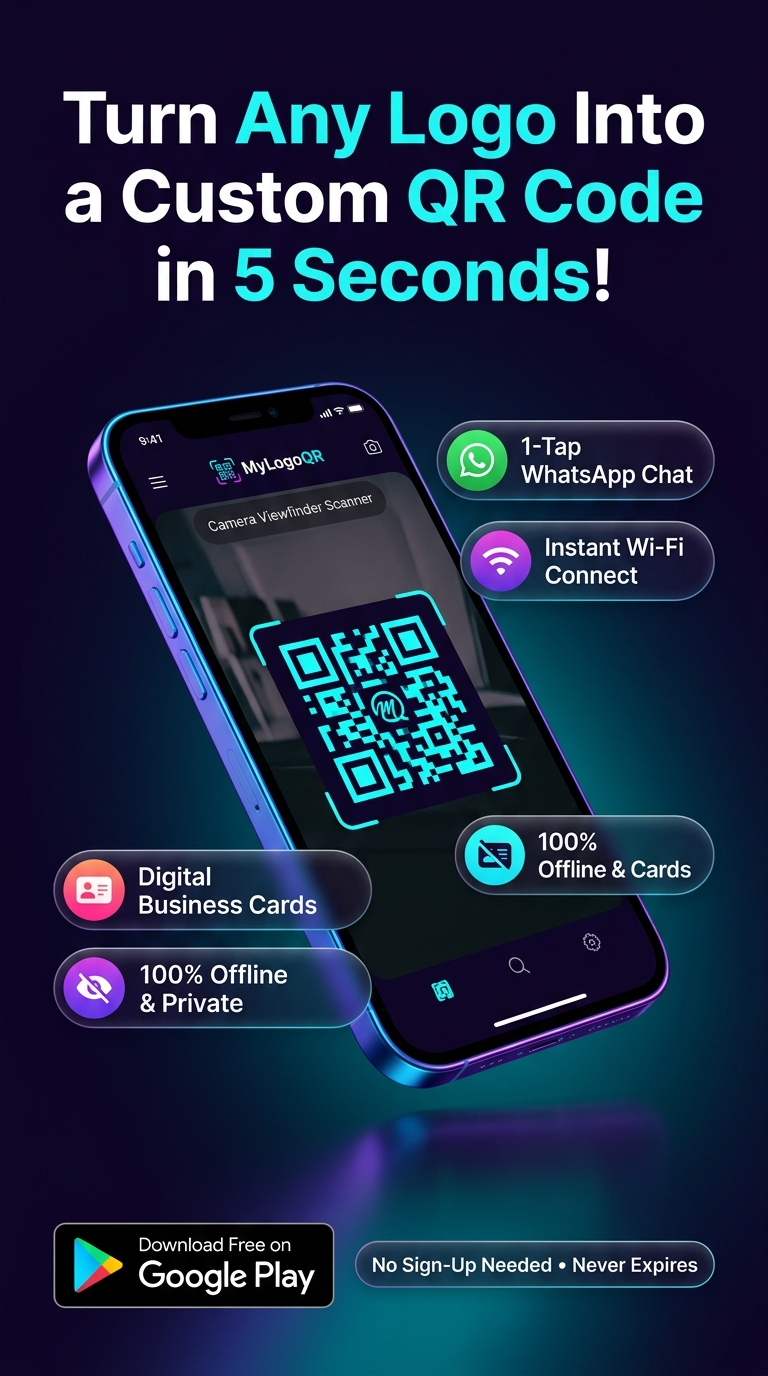 Turn Any Logo Into
a Custom QR Code
in 5 Seconds!
9:41
MyLogoQR
Camera Viewfinder Scanner
1-Tap
WhatsApp Chat
Instant Wi-Fi
Connect
100%
Offline & Cards
Digital
Business Cards
100% Offline
& Private
Download Free on
Google Play
No Sign-Up Needed • Never Expires